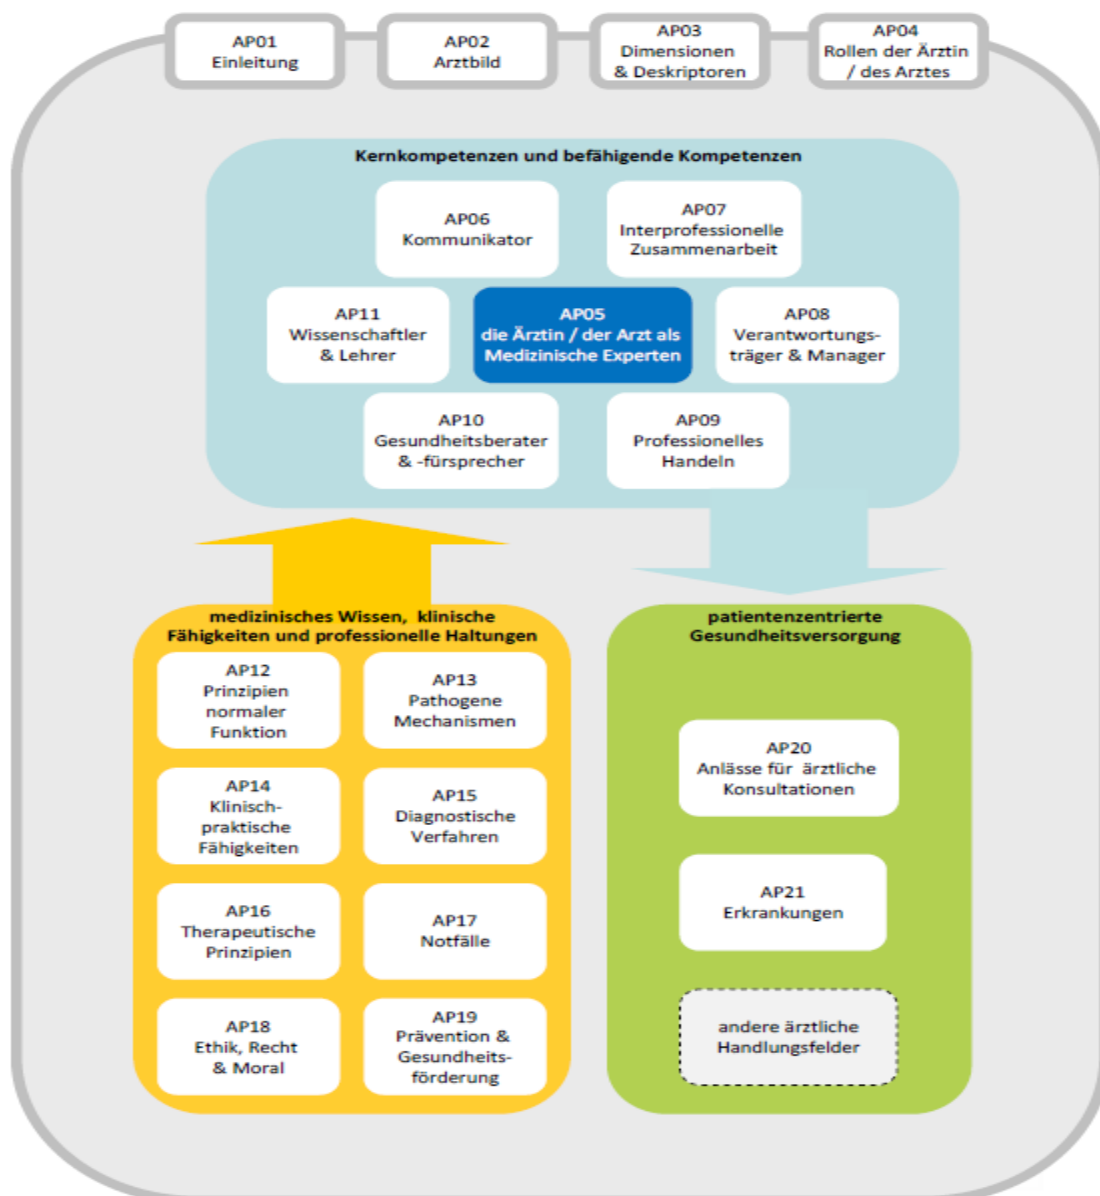 AP01
Einleitung
AP02
Arztbild
AP03
Dimensionen
& Deskriptoren
AP04
Rollen der Ärztin
/ des Arztes
Kernkompetenzen und befähigende Kompetenzen
AP06
Kommunikator
AP07
Interprofessionelle
Zusammenarbeit
AP11
Wissenschaftler
& Lehrer
AP05
die Ärztin / der Arzt als
Medizinische Experten
AP08
Verantwortungs-
träger & Manager
AP10
Gesundheitsberater
& -fürsprecher
AP09
Professionelles
Handeln
medizinisches Wissen, klinische
Fähigkeiten und professionelle Haltungen
AP12
Prinzipien
normaler
Funktion
AP13
Pathogene
Mechanismen
AP14
Klinisch-
praktische
Fähigkeiten
AP15
Diagnostische
Verfahren
AP16
Therapeutische
Prinzipien
AP17
Notfälle
AP18
Ethik, Recht
& Moral
AP19
Prävention &
Gesundheits-
förderung
patientenzentrierte
Gesundheitsversorgung
AP20
Anlässe für ärztliche
Konsultationen
AP21
Erkrankungen
andere ärztliche
Handlungsfelder